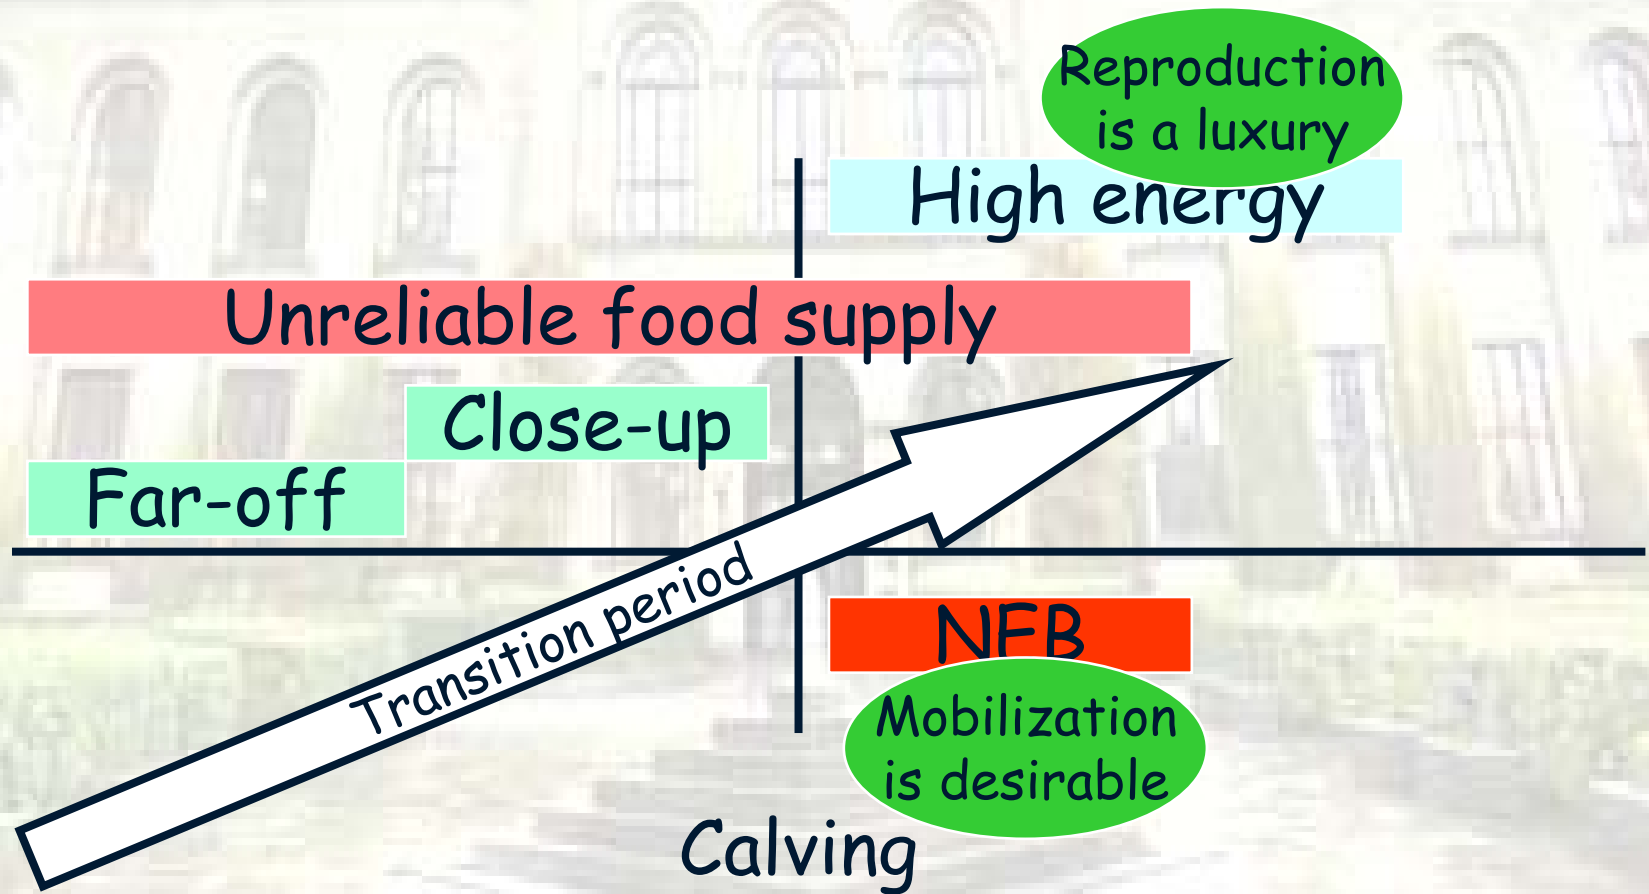 Reproduction
is a luxury
High energy
Unreliable food supply
Close-up
Far-off
Transition period
NEB
Mobilization
is desirable
Calving